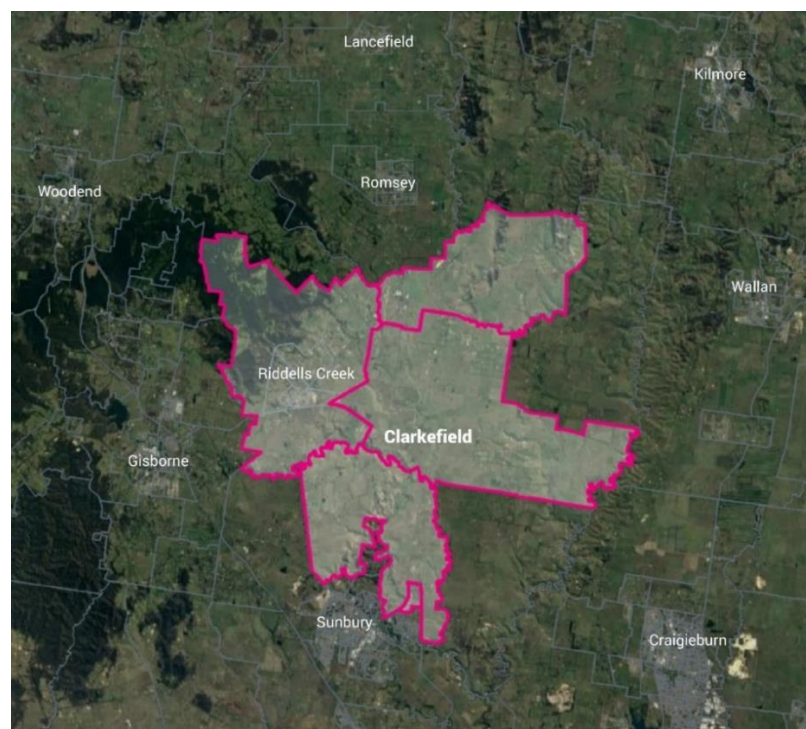 Lancefield
Kilmore
Romsey
Woodend
Wallan
Riddells Creek
Clarkefield
Gisborne
Sunbury
Craigieburn